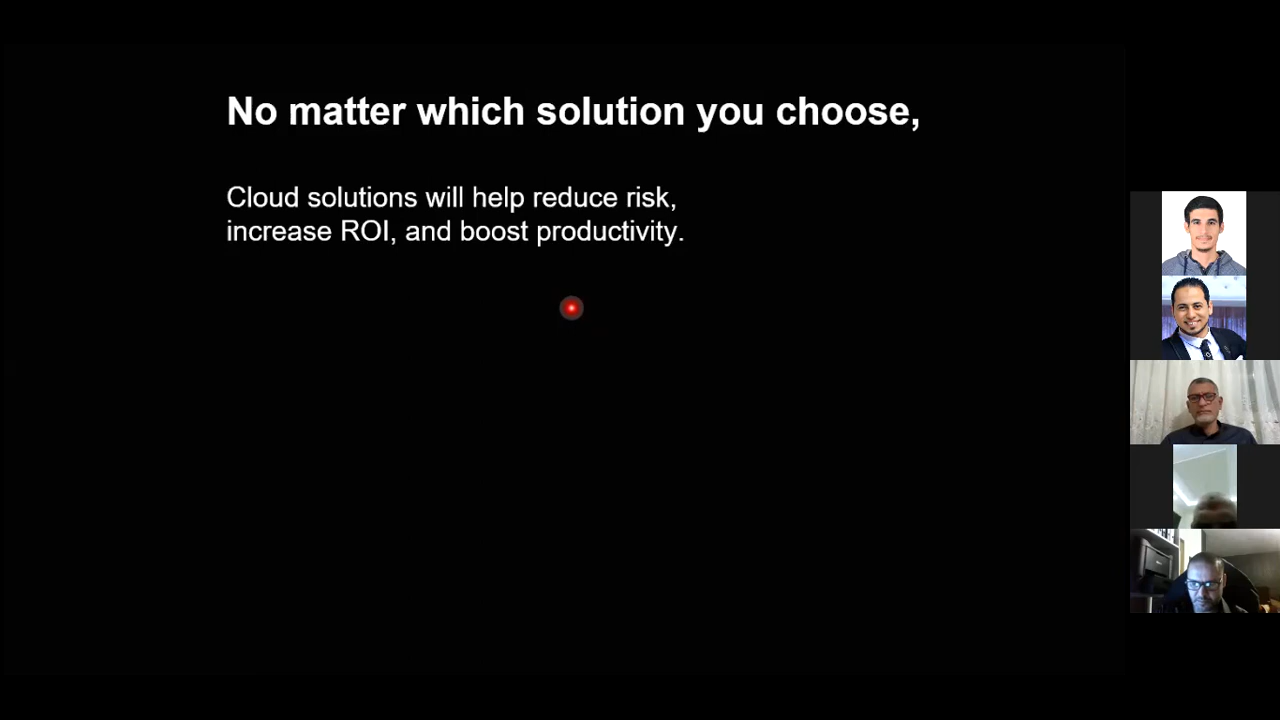 No matter which solution you choose,
Cloud solutions will help reduce risk,
increase ROI, and boost productivity.